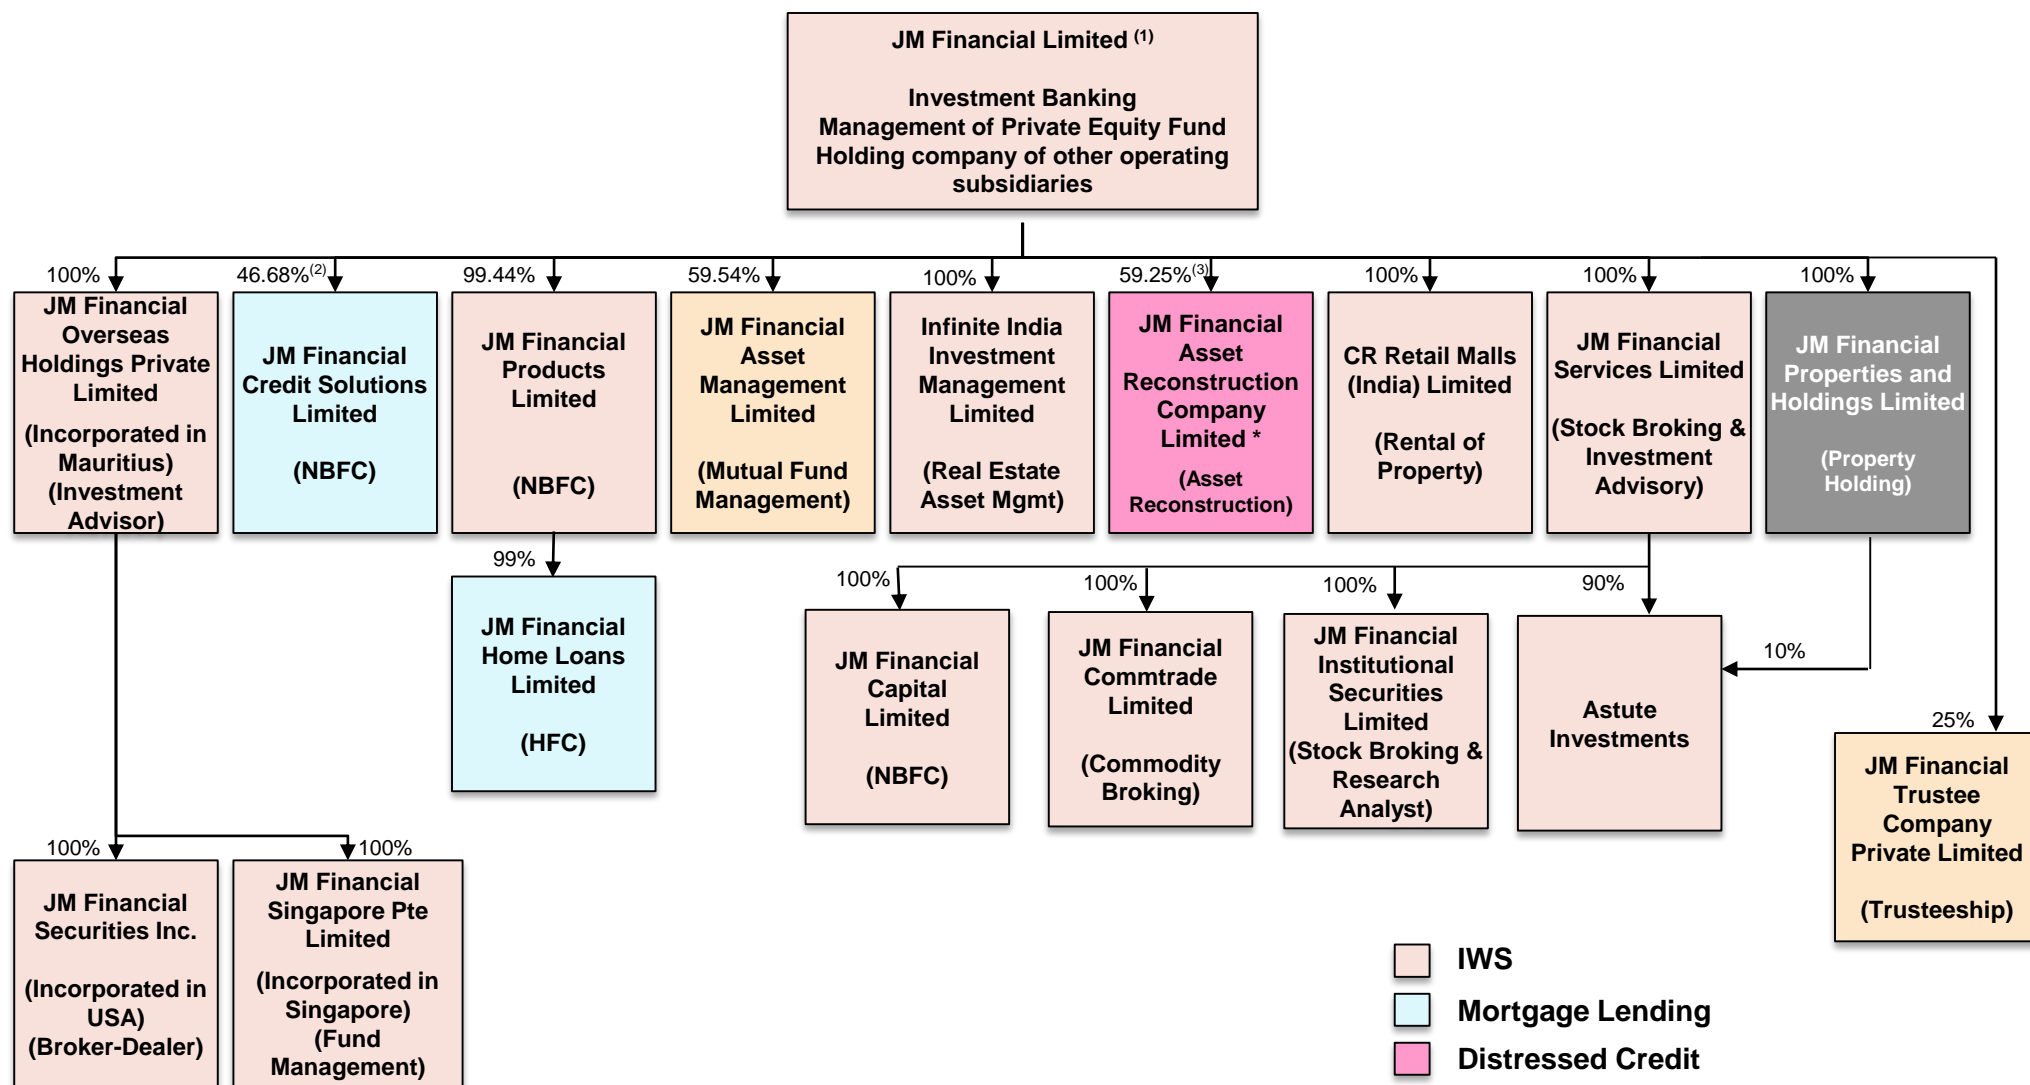 JM Financial Limited (1)
Investment Banking
Management of Private Equity Fund
Holding company of other operating
subsidiaries
100%
46.68%(2)
99.44%
59.54%
100%
59.25%(3)
100%
100%
100%
JM Financial
Overseas
Holdings Private
Limited
(Incorporated in
Mauritius)
(Investment
Advisor)
JM Financial
Credit Solutions
Limited
(NBFC)
JM Financial
Products
Limited
(NBFC)
JM Financial
Asset
Management
Limited
(Mutual Fund
Management)
Infinite India
Investment
Management
Limited
(Real Estate
Asset Mgmt)
JM Financial
Asset
Reconstruction
Company
Limited *
(Asset
Reconstruction)
CR Retail Malls
(India) Limited
(Rental of
Property)
JM Financial
Services Limited
(Stock Broking &
Investment
Advisory)
JM Financial
Properties and
Holdings Limited
(Property
Holding)
99%
100%
100%
100%
90%
10%
25%
JM Financial
Home Loans
Limited
(HFC)
JM Financial
Capital
Limited
(NBFC)
JM Financial
Commtrade
Limited
(Commodity
Broking)
JM Financial
Institutional
Securities
Limited
(Stock Broking &
Research
Analyst)
Astute
Investments
JM Financial
Trustee
Company
Private Limited
(Trusteeship)
100%
100%
JM Financial
Securities Inc.
(Incorporated in
USA)
(Broker-Dealer)
JM Financial
Singapore Pte
Limited
(Incorporated in
Singapore)
(Fund
Management)
IWS
Mortgage Lending
Distressed Credit